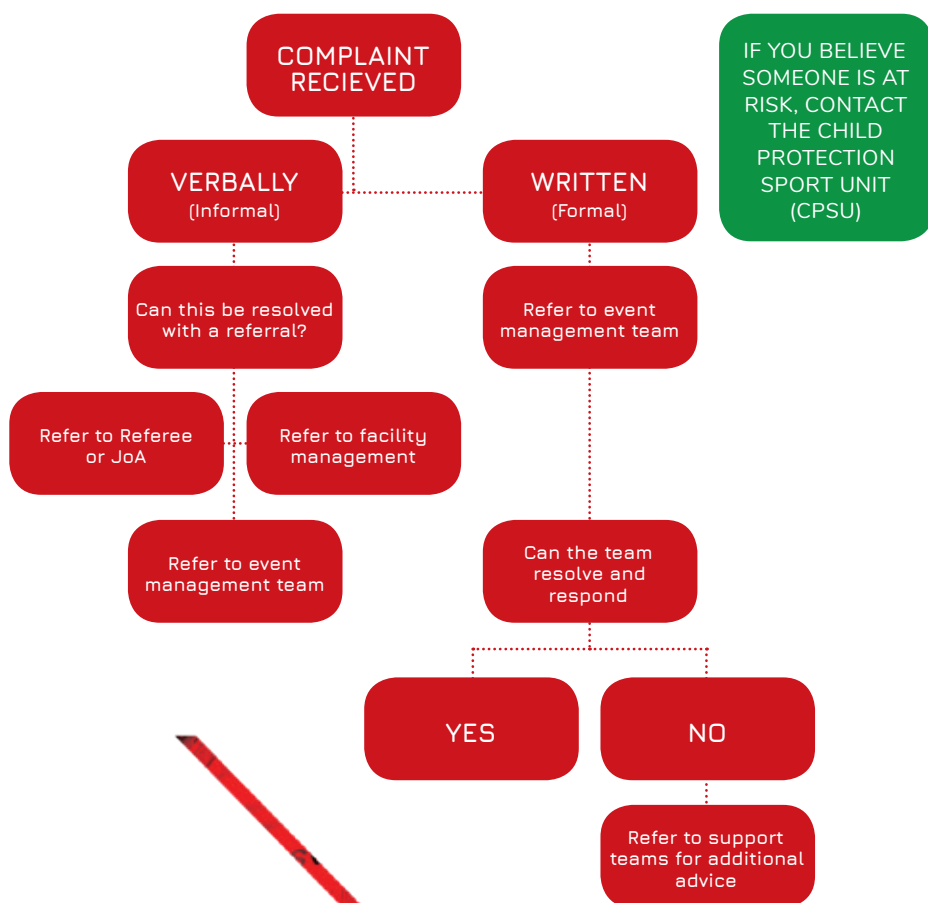 COMPLAINT
RECIEVED
IF YOU BELIEVE
SOMEONE IS AT
RISK, CONTACT
THE CHILD
PROTECTION
SPORT UNIT
(CPSU)
VERBALLY
(Informal)
WRITTEN
(Formal)
Can this be resolved
with a referral?
Refer to event
management team
Refer to Referee
or JoA
Refer to facility
management
Refer to event
management team
Can the team
resolve and
respond
YES
NO
Refer to support
teams for additional
advice